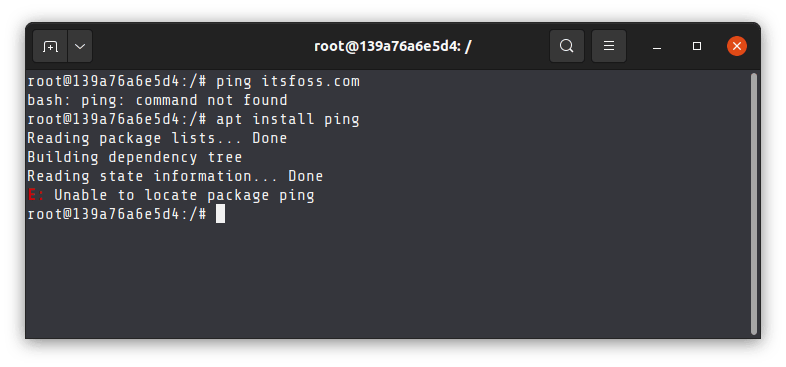 root@139a76a6e5d4: /
root@139a76a6e5d4:/# ping itsfoss.com
bash: ping: command not found
root@139a76a6e5d4:/# apt install ping
Reading package lists... Done
Building dependency tree
Reading state information... Done
E: Unable to locate package ping
root@139a76a6e5d4:/#